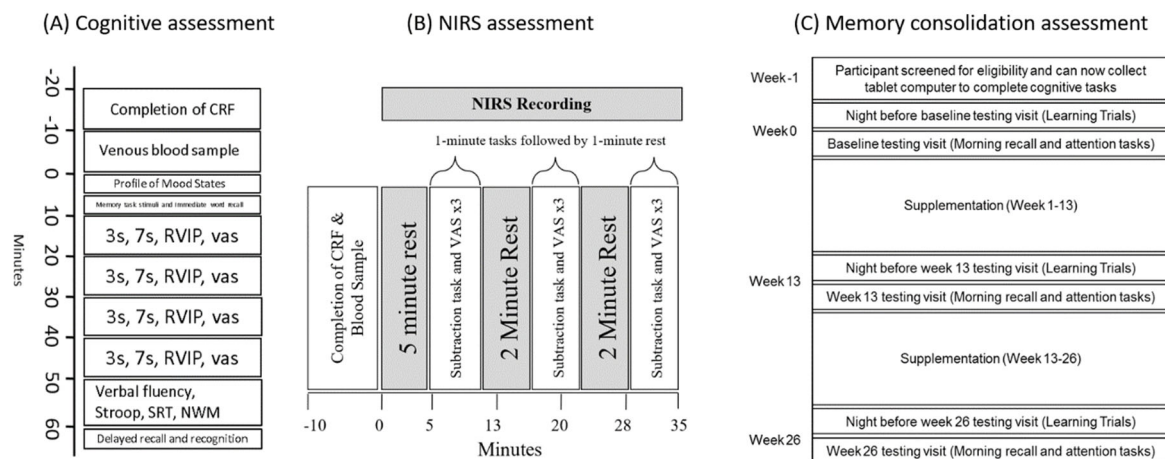 (A) Cognitive assessment
Minutes
-20
-10
0
10
20
30
40
50
60
Completion of CRF
Venous blood sample
Profile of Mood States
Memory task stimuli and immediate word recall
3s, 7s, RVIP, vas
3s, 7s, RVIP, vas
3s, 7s, RVIP, vas
3s, 7s, RVIP, vas
Verbal fluency,
Stroop, SRT, NWM
Delayed recall and recognition
(B) NIRS assessment
NIRS Recording
1-minute tasks followed by 1-minute rest
Completion of CRF &
Blood Sample
5 minute rest
Subtraction task and VAS x3
2 Minute Rest
Subtraction task and VAS x3
2 Minute Rest
Subtraction task and VAS x3
-10
0
5
13
20
28
35
Minutes
(C) Memory consolidation assessment
Week -1
Participant screened for eligibility and can now collect
tablet computer to complete cognitive tasks
Week 0
Night before baseline testing visit (Learning Trials)
Baseline testing visit (Morning recall and attention tasks)
Supplementation (Week 1-13)
Week 13
Night before week 13 testing visit (Learning Trials)
Week 13 testing visit (Morning recall and attention tasks)
Supplementation (Week 13-26)
Week 26
Night before week 26 testing visit (Learning Trials)
Week 26 testing visit (Morning recall and attention tasks)